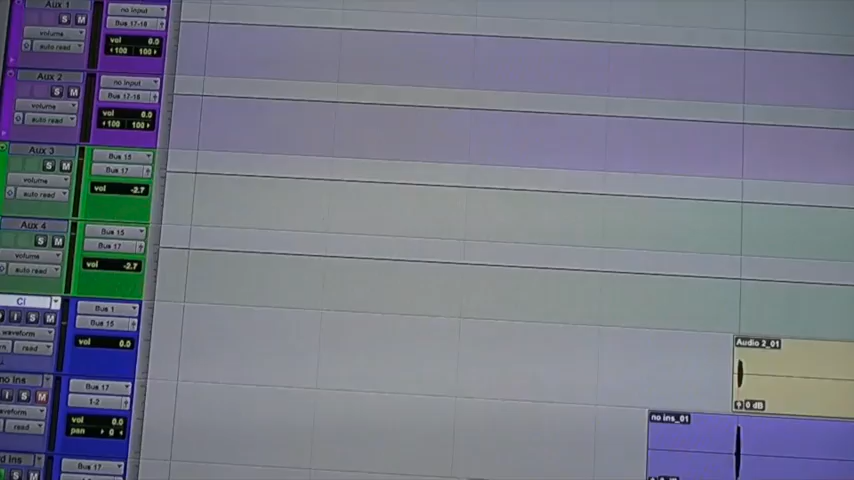 Aux 1
no input
S M
Bus 17-18
volume
vol 0.0
auto read
100 100
Aux 2
no input
S M
Bus 17-18
volume
vol 0.0
auto read
100 100
Aux 3
Bus 15
S M
Bus 17
volume
vol -2.7
auto read
Aux 4
Bus 15
S M
Bus 17
volume
vol -2.7
auto read
Cl
Bus 1
I S M
Bus 15
waveform
vol 0.0
read
Audio 2_01
0 dB
no ins
Bus 17
I S M
1-2
waveform
vol 0.0
read
pan 0
no ins_01
Bus 17